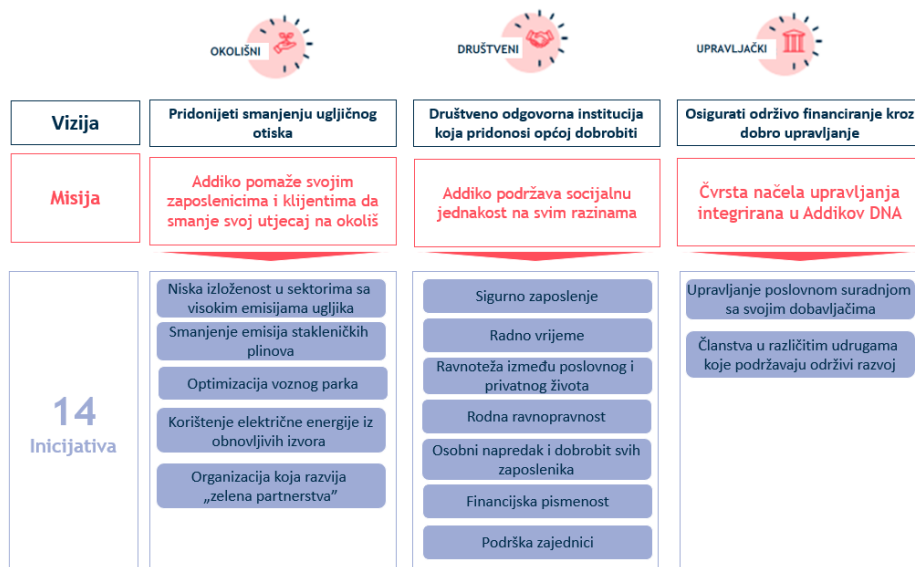 OKOLIŠNI
DRUŠTVENI
UPRAVLJAČKI
Vizija
Pridonijeti smanjenju ugljičnog
otiska
Društveno odgovorna institucija
koja pridonosi općoj dobrobiti
Osigurati održivo financiranje kroz
dobro upravljanje
Misija
Addiko pomaže svojim
zaposlenicima i klijentima da
smanje svoj utjecaj na okoliš
Addiko podržava socijalnu
jednakost na svim razinama
Čvrsta načela upravljanja
integrirana u Addikov DNA
14
Inicijativa
Niska izloženost u sektorima sa
visokim emisijama ugljika
Smanjenje emisija stakleničkih
plinova
Optimizacija voznog parka
Korištenje električne energije iz
obnovljivih izvora
Organizacija koja razvija
„zelena partnerstva”
Sigurno zaposlenje
Radno vrijeme
Ravnoteža između poslovnog i
privatnog života
Rodna ravnopravnost
Osobni napredak i dobrobit svih
zaposlenika
Financijska pismenost
Podrška zajednici
Upravljanje poslovnom suradnjom
sa svojim dobavljačima
Članstva u različitim udrugama
koje podržavaju održivi razvoj